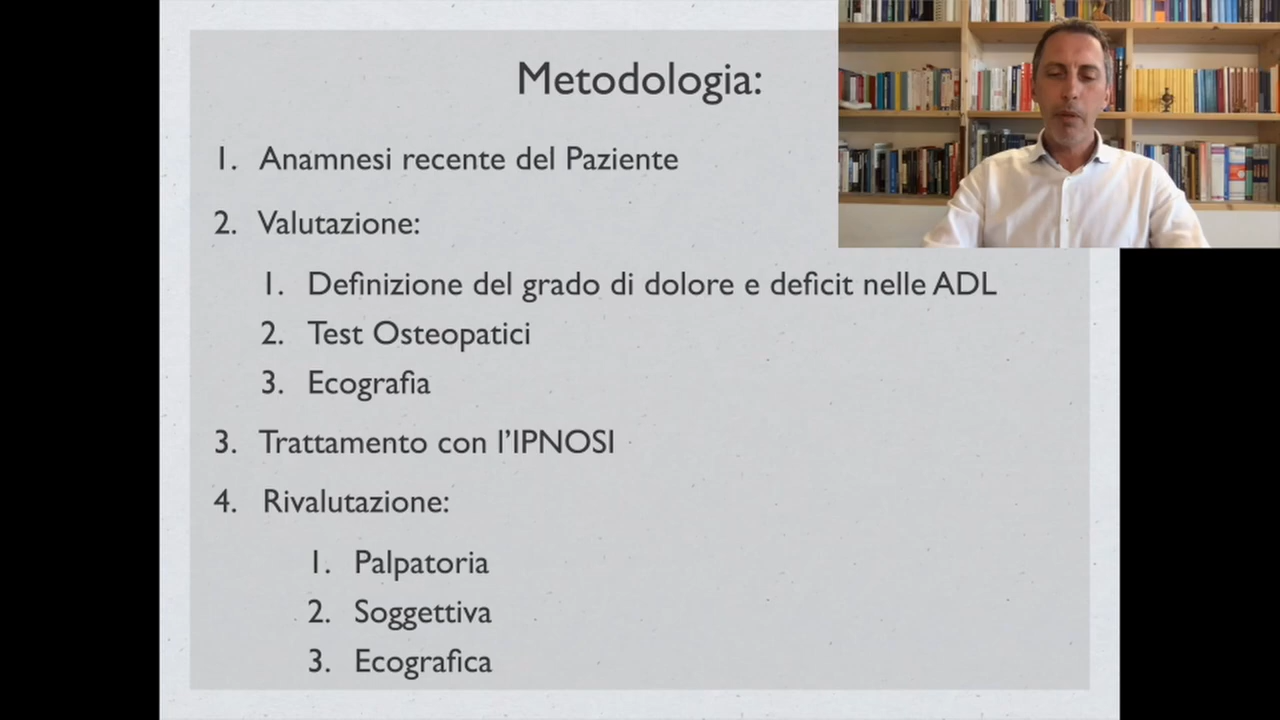 Metodologia:
1. Anamnesi recente del Paziente
2. Valutazione:
1. Definizione del grado di dolore e deficit nelle ADL
2. Test Osteopatici
3. Ecografia
3. Trattamento con l'IPNOSI
4. Rivalutazione:
1. Palpatoria
2. Soggettiva
3. Ecografica